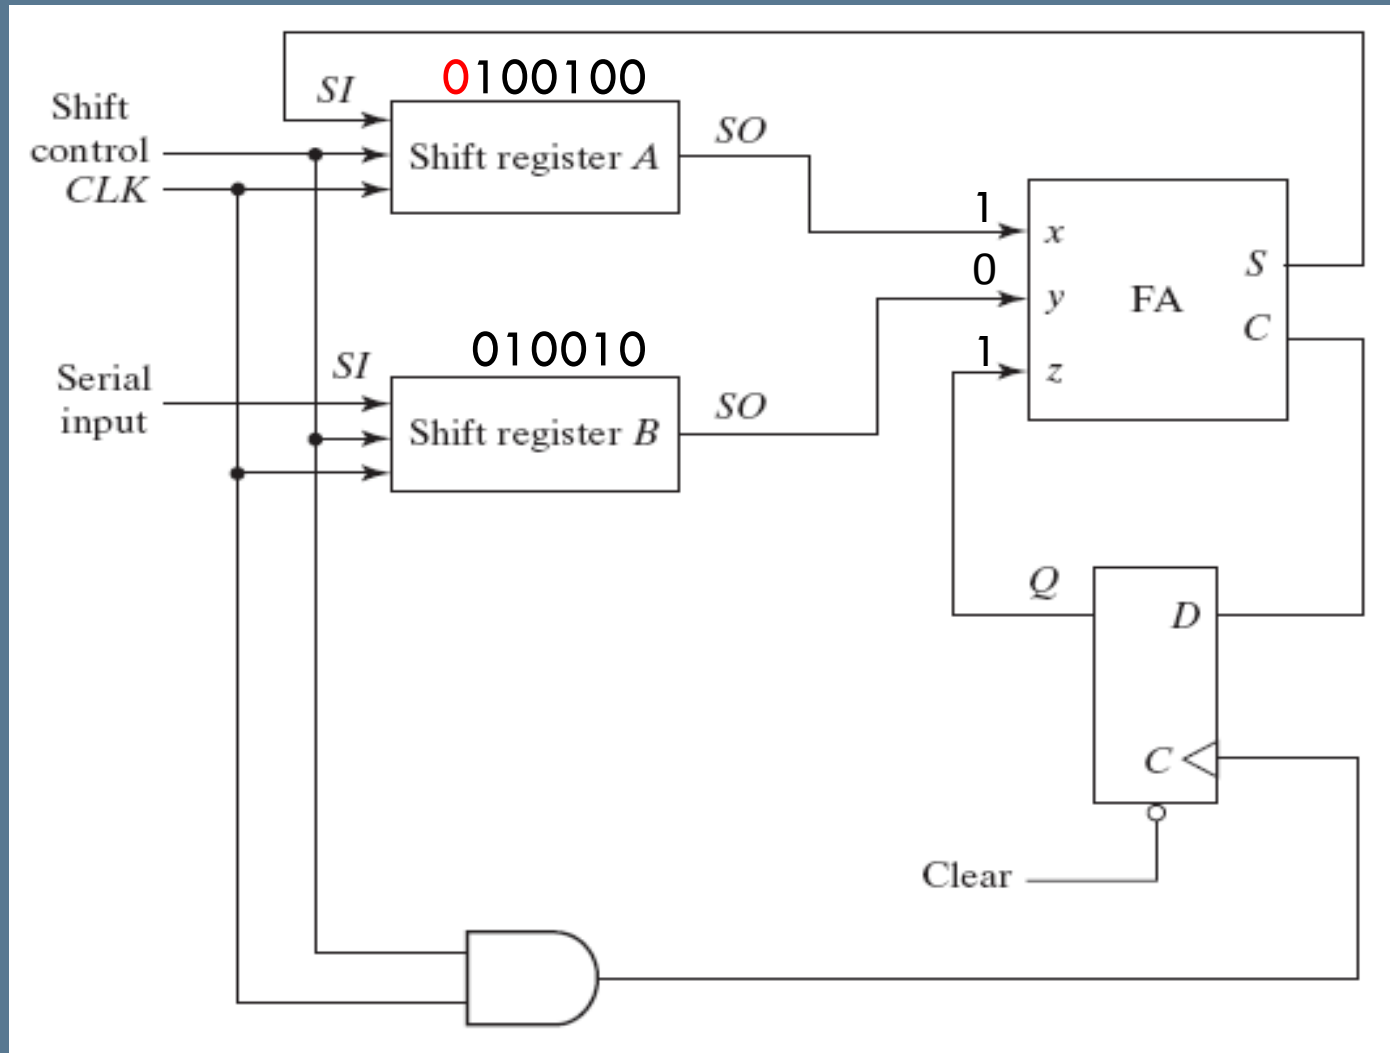 SI
0100100
Shift
control
CLK
Shift register A
SO
1
x
0
y
FA
S
C
1
z
Serial
input
SI
010010
Shift register B
SO
Q
D
C
Clear